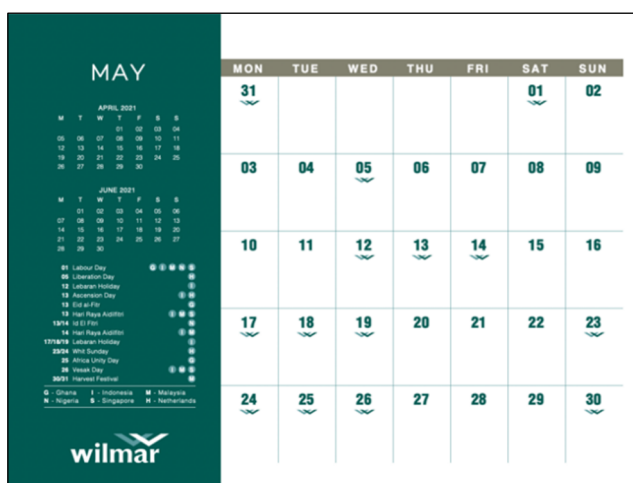 MAY
APRIL 2021
M T W T F S S
01 02 03 04
05 06 07 08 09 10 11
12 13 14 15 16 17 18
19 20 21 22 23 24 25
26 27 28 29 30
JUNE 2021
M T W T F S S
01 02 03 04 05 06
07 08 09 10 11 12 13
14 15 16 17 18 19 20
21 22 23 24 25 26 27
28 29 30
01 Labour Day G I M N S
05 Liberation Day H
12 Lebaran Holiday I
13 Ascension Day I H
13 Eid al-Fitr G
13 Hari Raya Aidilfitri I M S
13/14 Id El Fitri N
14 Hari Raya Aidilfitri I M
17/18/19 Lebaran Holiday I
23/24 Whit Sunday H
25 Africa Unity Day G
26 Vesak Day I M S
30/31 Harvest Festival M
G - Ghana I - Indonesia M - Malaysia
N - Nigeria S - Singapore H - Netherlands
wilmar
MON TUE WED THU FRI SAT SUN
31 01 02
03 04 05 06 07 08 09
10 11 12 13 14 15 16
17 18 19 20 21 22 23
24 25 26 27 28 29 30